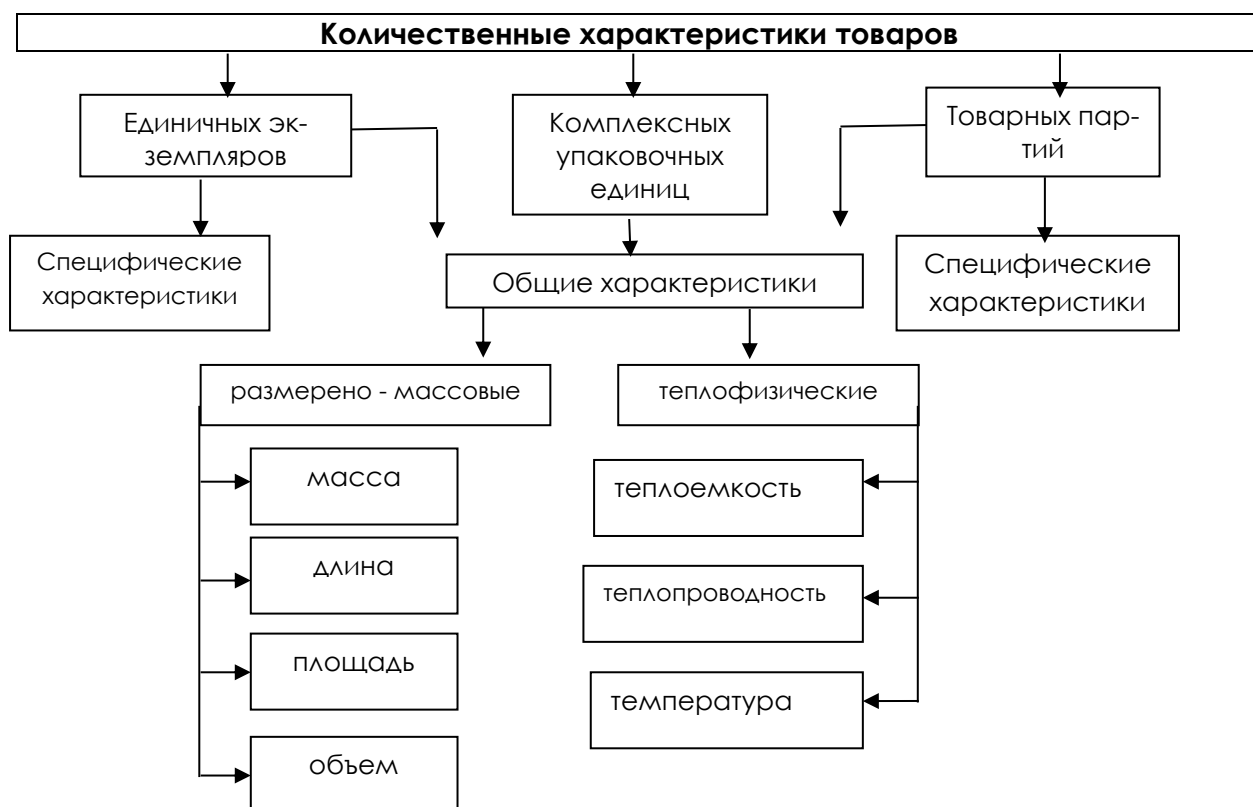 Количественные характеристики товаров
Единичных эк-
земпляров
Комплексных
упаковочных
единиц
Товарных пар-
тий
Специфические
характеристики
Общие характеристики
Специфические
характеристики
размерено - массовые
теплофизические
масса
теплоемкость
длина
теплопроводность
площадь
температура
объем